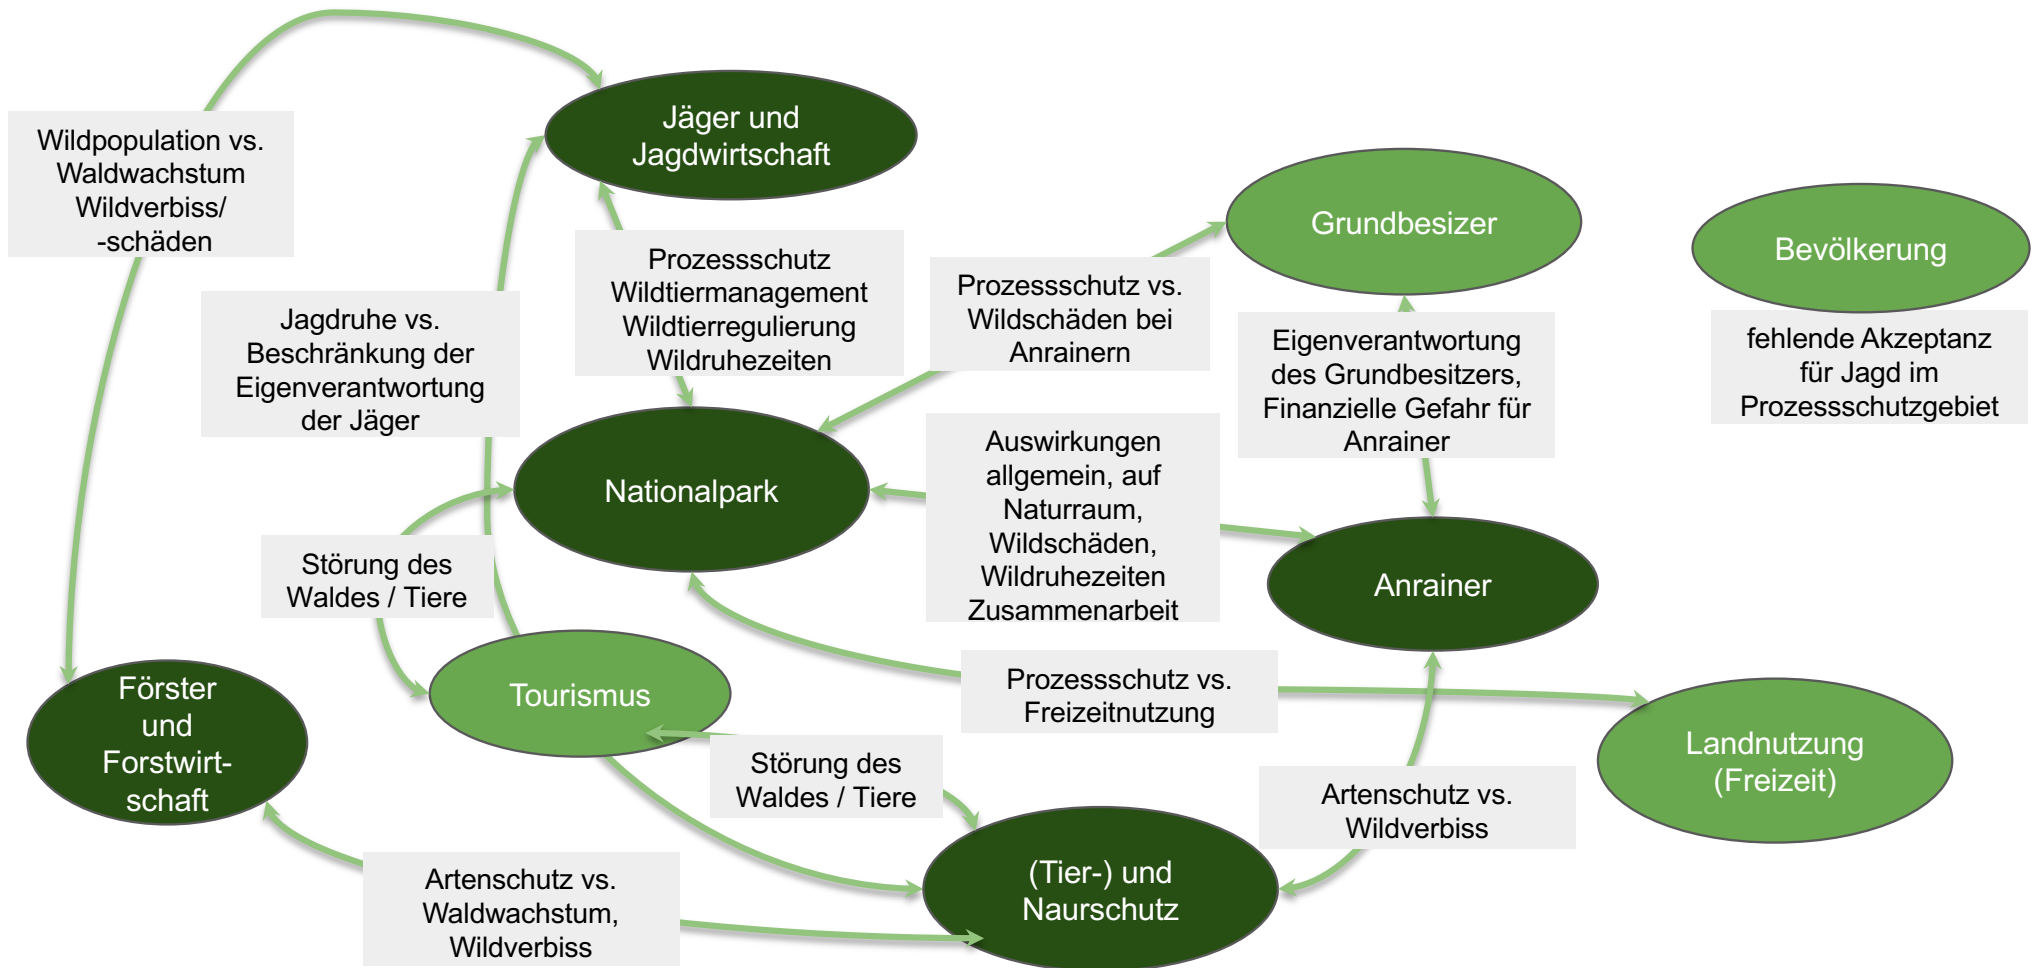 Jäger und
Jagdwirtschaft
Wildpopulation vs.
Waldwachstum
Wildverbiss/
-schäden
Grundbesizer
Bevölkerung
Prozessschutz
Wildtiermanagement
Wildtierregulierung
Wildruhezeiten
Prozessschutz vs.
Wildschäden bei
Anrainern
Jagdruhe vs.
Beschränkung der
Eigenverantwortung
der Jäger
Eigenverantwortung
des Grundbesitzers,
Finanzielle Gefahr für
Anrainer
fehlende Akzeptanz
für Jagd im
Prozessschutzgebiet
Nationalpark
Auswirkungen
allgemein, auf
Naturraum,
Wildschäden,
Wildruhezeiten
Zusammenarbeit
Anrainer
Störung des
Waldes / Tiere
Förster
und
Forstwirt-
schaft
Tourismus
Prozessschutz vs.
Freizeitnutzung
Landnutzung
(Freizeit)
Störung des
Waldes / Tiere
Artenschutz vs.
Wildverbiss
Artenschutz vs.
Waldwachstum,
Wildverbiss
(Tier-) und
Naurschutz